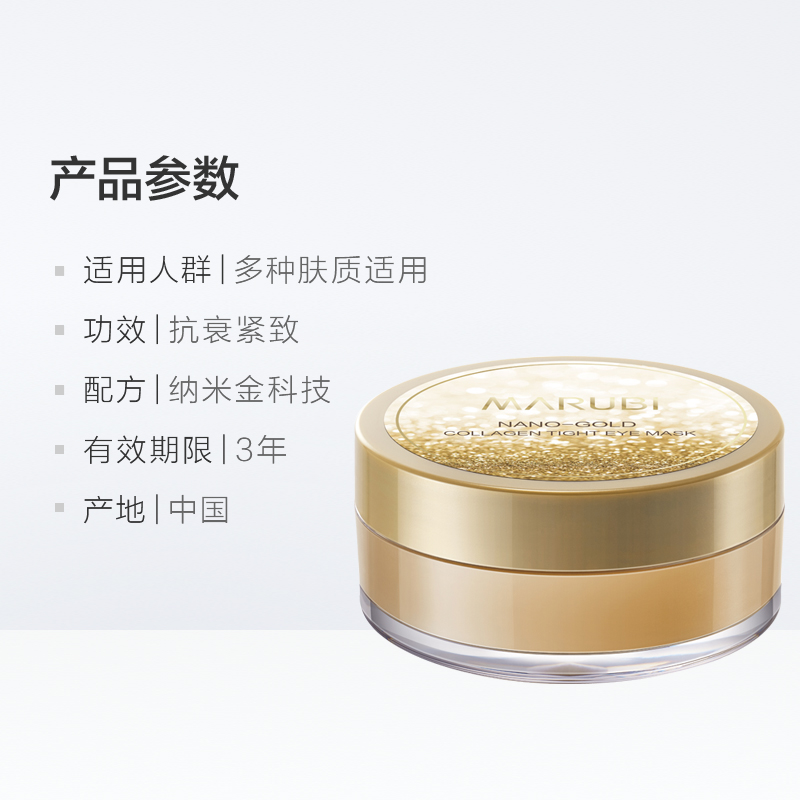 产品参数
适用人群|多种肤质适用
功效|抗衰紧致
配方|纳米金科技
有效期限|3年
产地|中国
MARUBI
NANO-GOLD
COLLAGEN TIGHT EYE MASK